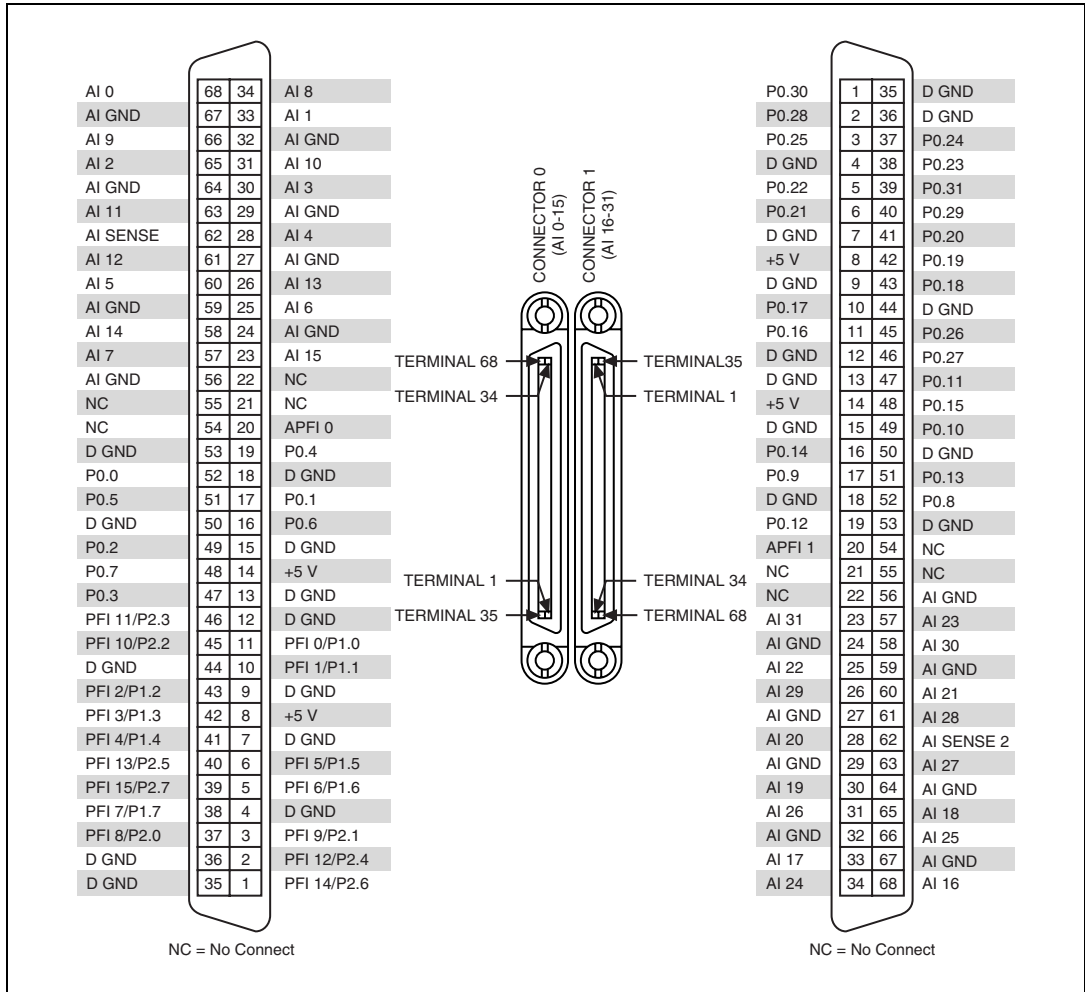 AI 0 68 34 AI 8
AI GND 67 33 AI 1
AI 9 66 32 AI GND
AI 2 65 31 AI 10
AI GND 64 30 AI 3
AI 11 63 29 AI GND
AI SENSE 62 28 AI 4
AI 12 61 27 AI GND
AI 5 60 26 AI 13
AI GND 59 25 AI 6
AI 14 58 24 AI GND
AI 7 57 23 AI 15
AI GND 56 22 NC
NC 55 21 NC
NC 54 20 APFI 0
D GND 53 19 P0.4
P0.0 52 18 D GND
P0.5 51 17 P0.1
D GND 50 16 P0.6
P0.2 49 15 D GND
P0.7 48 14 +5 V
P0.3 47 13 D GND
PFI 11/P2.3 46 12 D GND
PFI 10/P2.2 45 11 PFI 0/P1.0
D GND 44 10 PFI 1/P1.1
PFI 2/P1.2 43 9 D GND
PFI 3/P1.3 42 8 +5 V
PFI 4/P1.4 41 7 D GND
PFI 13/P2.5 40 6 PFI 5/P1.5
PFI 15/P2.7 39 5 PFI 6/P1.6
PFI 7/P1.7 38 4 D GND
PFI 8/P2.0 37 3 PFI 9/P2.1
D GND 36 2 PFI 12/P2.4
D GND 35 1 PFI 14/P2.6
NC = No Connect
CONNECTOR 0
(AI 0-15)
CONNECTOR 1
(AI 16-31)
TERMINAL 68
TERMINAL35
TERMINAL 34
TERMINAL 1
TERMINAL 1
TERMINAL 34
TERMINAL 35
TERMINAL 68
P0.30 1 35 D GND
P0.28 2 36 D GND
P0.25 3 37 P0.24
D GND 4 38 P0.23
P0.22 5 39 P0.31
P0.21 6 40 P0.29
D GND 7 41 P0.20
+5 V 8 42 P0.19
D GND 9 43 P0.18
P0.17 10 44 D GND
P0.16 11 45 P0.26
D GND 12 46 P0.27
D GND 13 47 P0.11
+5 V 14 48 P0.15
D GND 15 49 P0.10
P0.14 16 50 D GND
P0.9 17 51 P0.13
D GND 18 52 P0.8
P0.12 19 53 D GND
APFI 1 20 54 NC
NC 21 55 NC
NC 22 56 AI GND
AI 31 23 57 AI 23
AI GND 24 58 AI 30
AI 22 25 59 AI GND
AI 29 26 60 AI 21
AI GND 27 61 AI 28
AI 20 28 62 AI SENSE 2
AI GND 29 63 AI 27
AI 19 30 64 AI GND
AI 26 31 65 AI 18
AI GND 32 66 AI 25
AI 17 33 67 AI GND
AI 24 34 68 AI 16
NC = No Connect